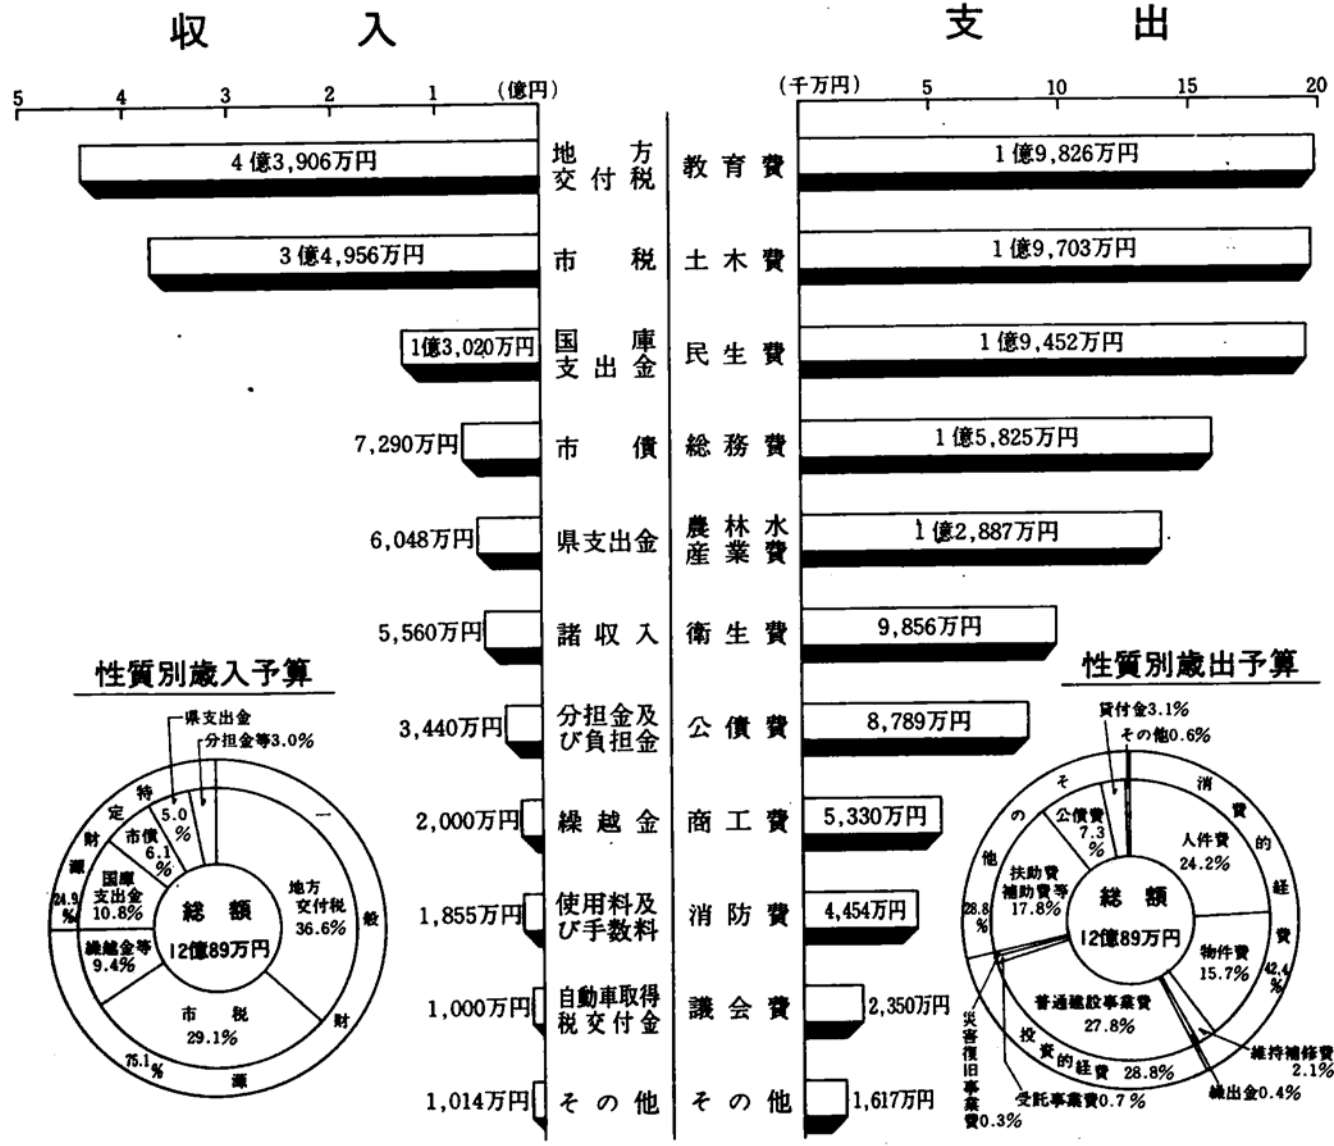 収入
支出
5 4 3 2 1 (億円)
(千万円) 5 10 15 20
4億3,906万円
地方
交付税
教育費
1億9,826万円
3億4,956万円
市税
土木費
1億9,703万円
1億3,020万円
国庫
支出金
民生費
1億9,452万円
7,290万円
市債
総務費
1億5,825万円
6,048万円
県支出金
農林水
産業費
1億2,887万円
5,560万円
諸収入
衛生費
9,856万円
3,440万円
分担金及
び負担金
公債費
8,789万円
2,000万円
繰越金
商工費
5,330万円
1,855万円
使用料及
び手数料
消防費
4,454万円
1,000万円
自動車取得
税交付金
議会費
2,350万円
1,014万円
その他
その他
1,617万円
性質別歳入予算
県支出金
5.0
%
分担金等3.0%
特定財源
24.9
%
市債
6.1
%
国庫
支出金
10.8%
繰越金等
9.4%
市税
29.1%
地方
交付税
36.6%
一般財源
75.1
%
総額
12億89万円
性質別歳出予算
貸付金3.1%
その他0.6%
消費的経費
42.4
%
人件費
24.2%
物件費
15.7%
維持補修費
2.1%
繰出金0.4%
投資的経費 28.8%
普通建設事業費
27.8%
受託事業費0.7%
災害復旧事業費0.3%
その他
28.8
%
扶助費
補助費等
17.8%
公債費
7.3
%
総額
12億89万円